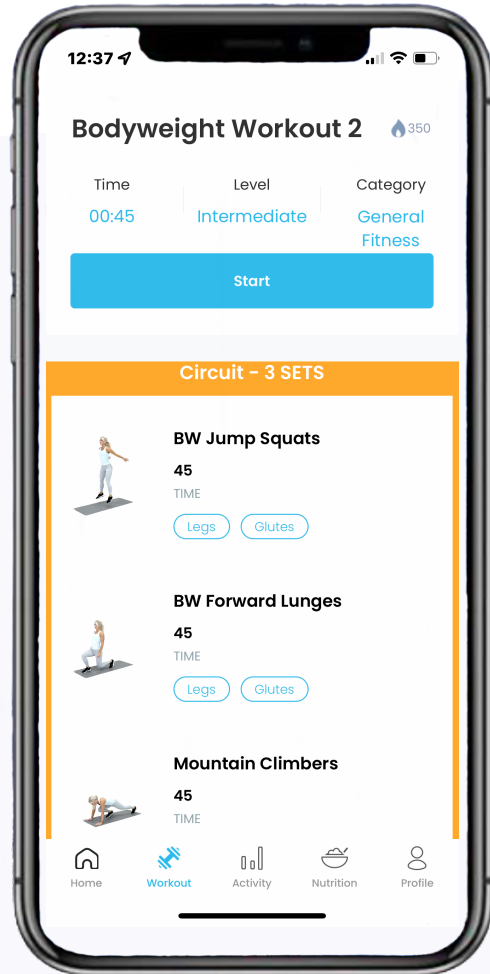 12:37
Bodyweight Workout 2
350
Time
Level
Category
00:45
Intermediate
General
Fitness
Start
Circuit - 3 SETS
BW Jump Squats
45
TIME
Legs
Glutes
BW Forward Lunges
45
TIME
Legs
Glutes
Mountain Climbers
45
TIME
Home
Workout
Activity
Nutrition
Profile